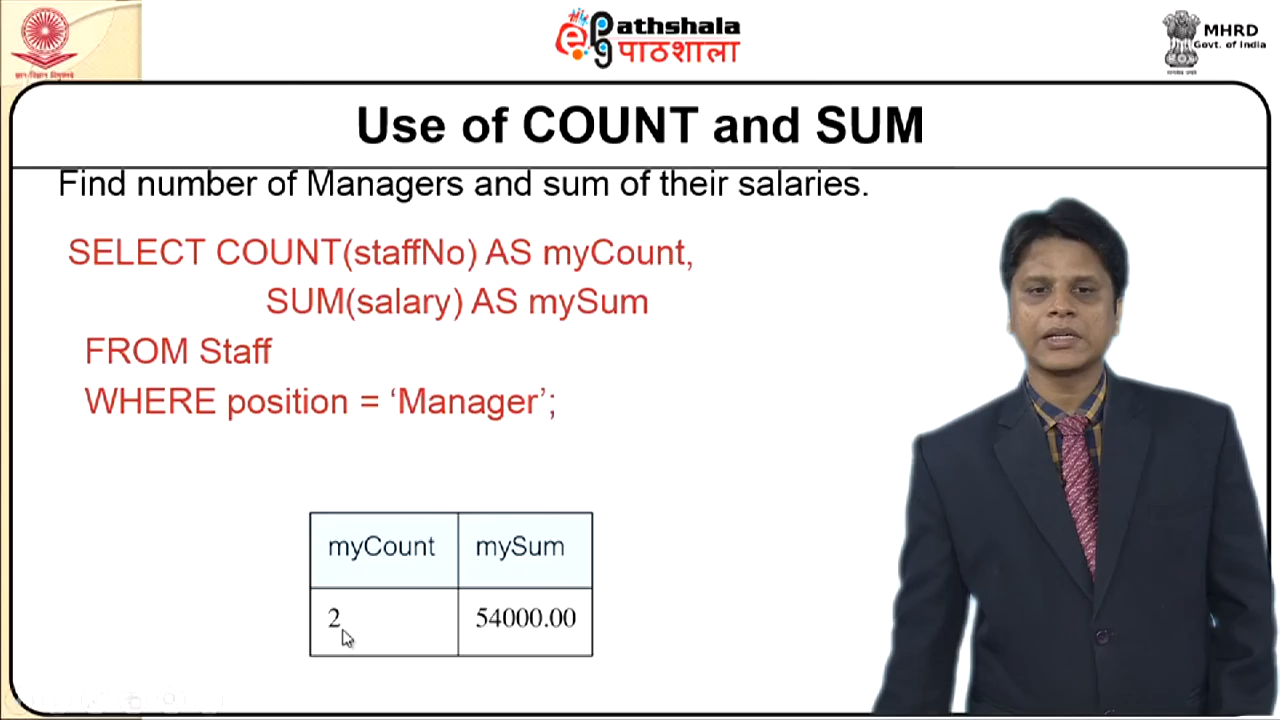 ज्ञान-विज्ञान विमुक्तये
ePathshala
पाठशाला
MHRD
Govt. of India
Use of COUNT and SUM
Find number of Managers and sum of their salaries.
SELECT COUNT(staffNo) AS myCount,
SUM(salary) AS mySum
FROM Staff
WHERE position = ‘Manager’;
myCount mySum
2 54000.00